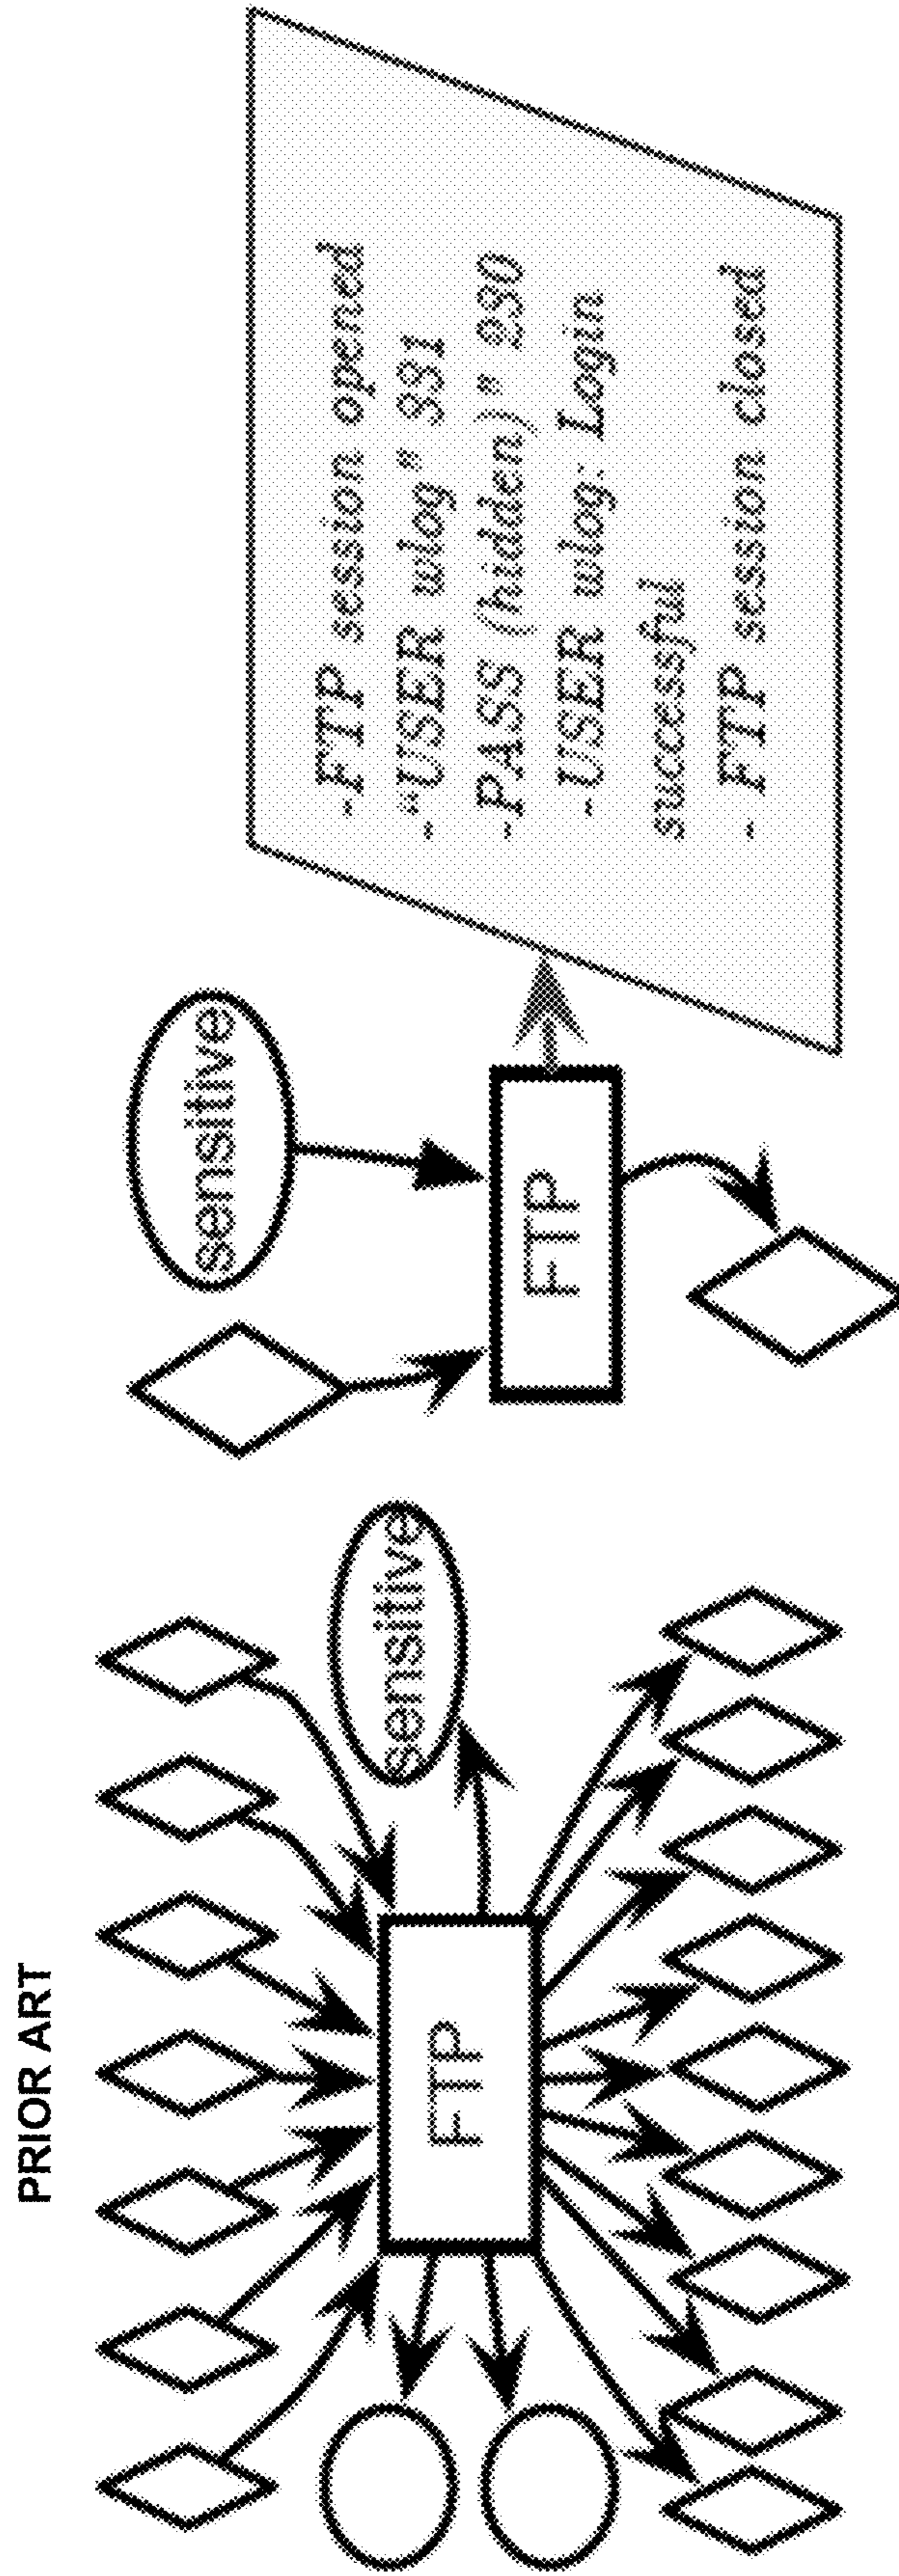 PRIOR ART
FTP
sensitive
FTP
sensitive
-FTP session opened
-"USER wlog" 331
-PASS (hidden)" 230
-USER wlog: Login
successful
- FTP session closed